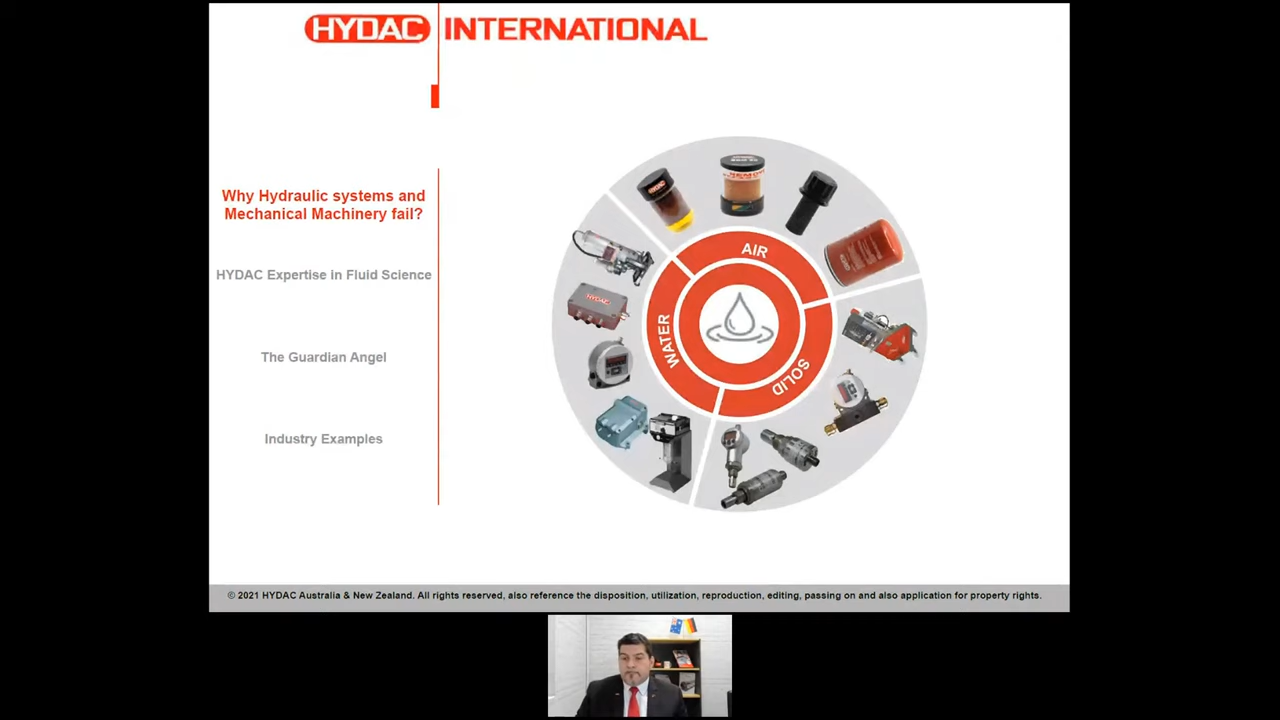 HYDAC INTERNATIONAL
Why Hydraulic systems and
Mechanical Machinery fail?
HYDAC Expertise in Fluid Science
The Guardian Angel
Industry Examples
AIR
WATER
SOLID
© 2021 HYDAC Australia & New Zealand. All rights reserved, also reference the disposition, utilization, reproduction, editing, passing on and also application for property rights.